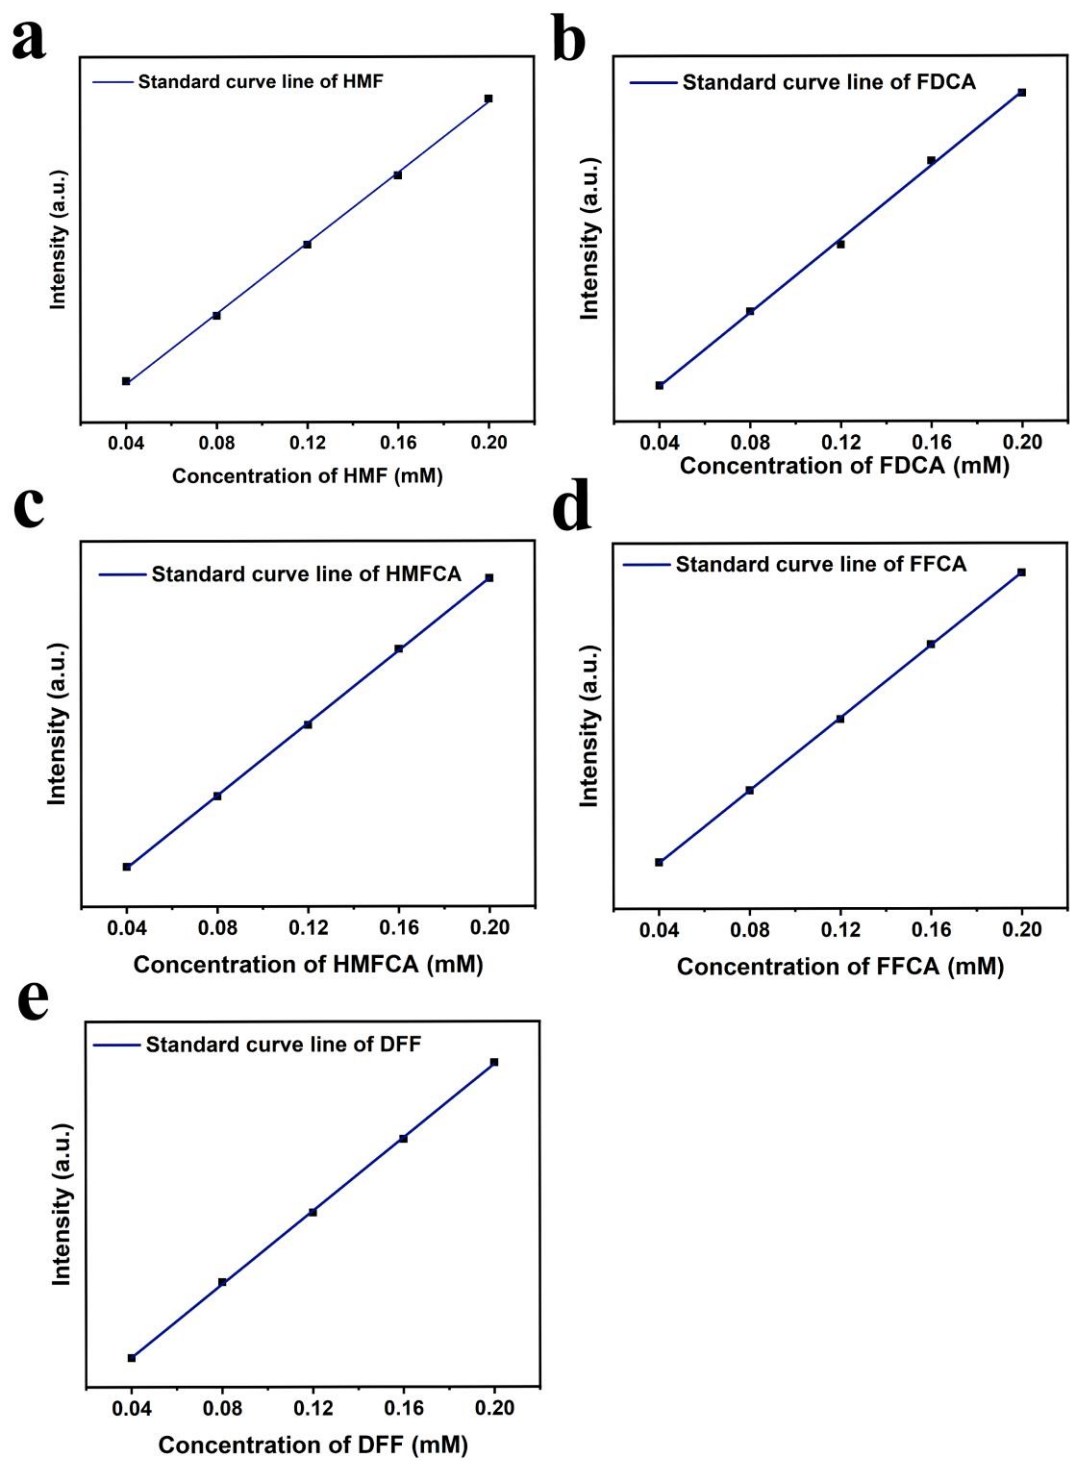 a
Standard curve line of HMF
Intensity (a.u.)
0.04 0.08 0.12 0.16 0.20
Concentration of HMF (mM)
b
Standard curve line of FDCA
Intensity (a.u.)
0.04 0.08 0.12 0.16 0.20
Concentration of FDCA (mM)
c
Standard curve line of HMFCA
Intensity (a.u.)
0.04 0.08 0.12 0.16 0.20
Concentration of HMFCA (mM)
d
Standard curve line of FFCA
Intensity (a.u.)
0.04 0.08 0.12 0.16 0.20
Concentration of FFCA (mM)
e
Standard curve line of DFF
Intensity (a.u.)
0.04 0.08 0.12 0.16 0.20
Concentration of DFF (mM)